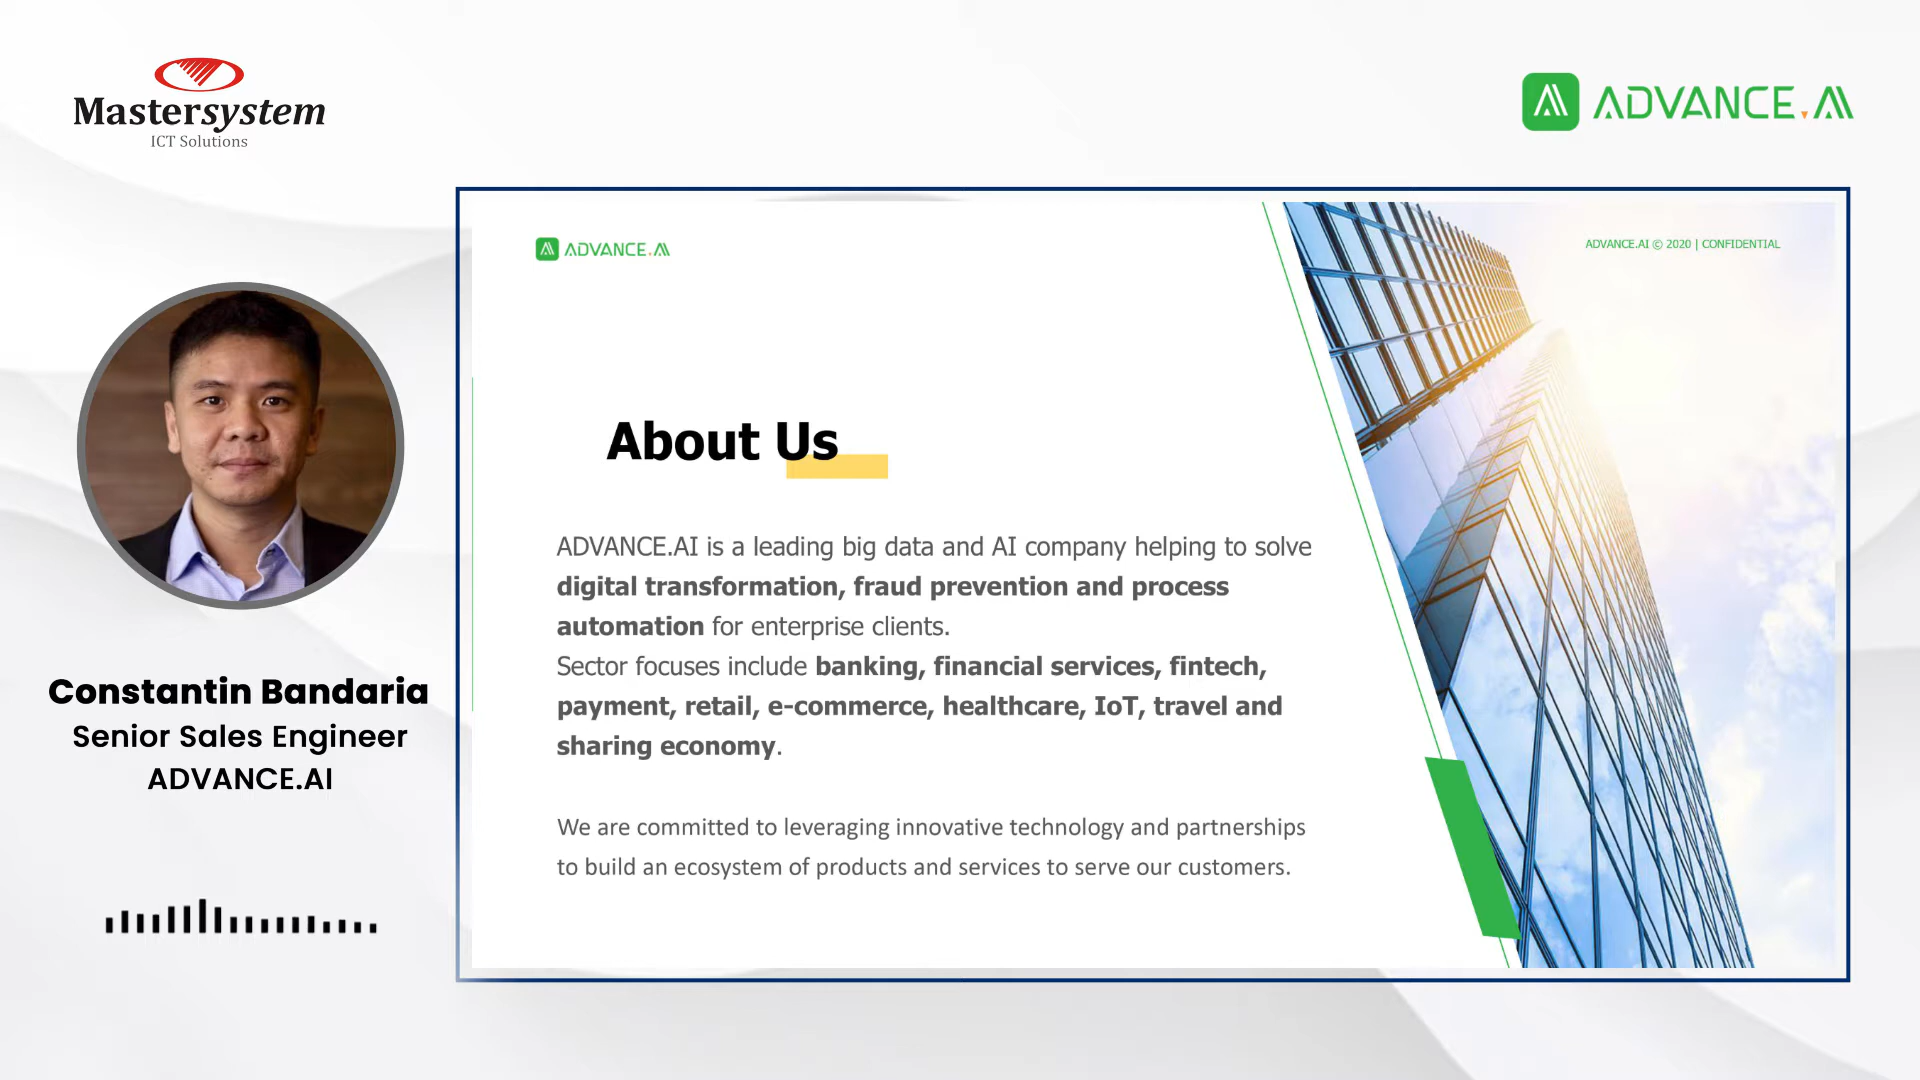 Mastersystem
ICT Solutions
ADVANCE.AI
ADVANCE.AI
ADVANCE.AI © 2020 | CONFIDENTIAL
About Us
ADVANCE.AI is a leading big data and AI company helping to solve
digital transformation, fraud prevention and process
automation for enterprise clients.
Sector focuses include banking, financial services, fintech,
payment, retail, e-commerce, healthcare, IoT, travel and
sharing economy.
We are committed to leveraging innovative technology and partnerships
to build an ecosystem of products and services to serve our customers.
Constantin Bandaria
Senior Sales Engineer
ADVANCE.AI